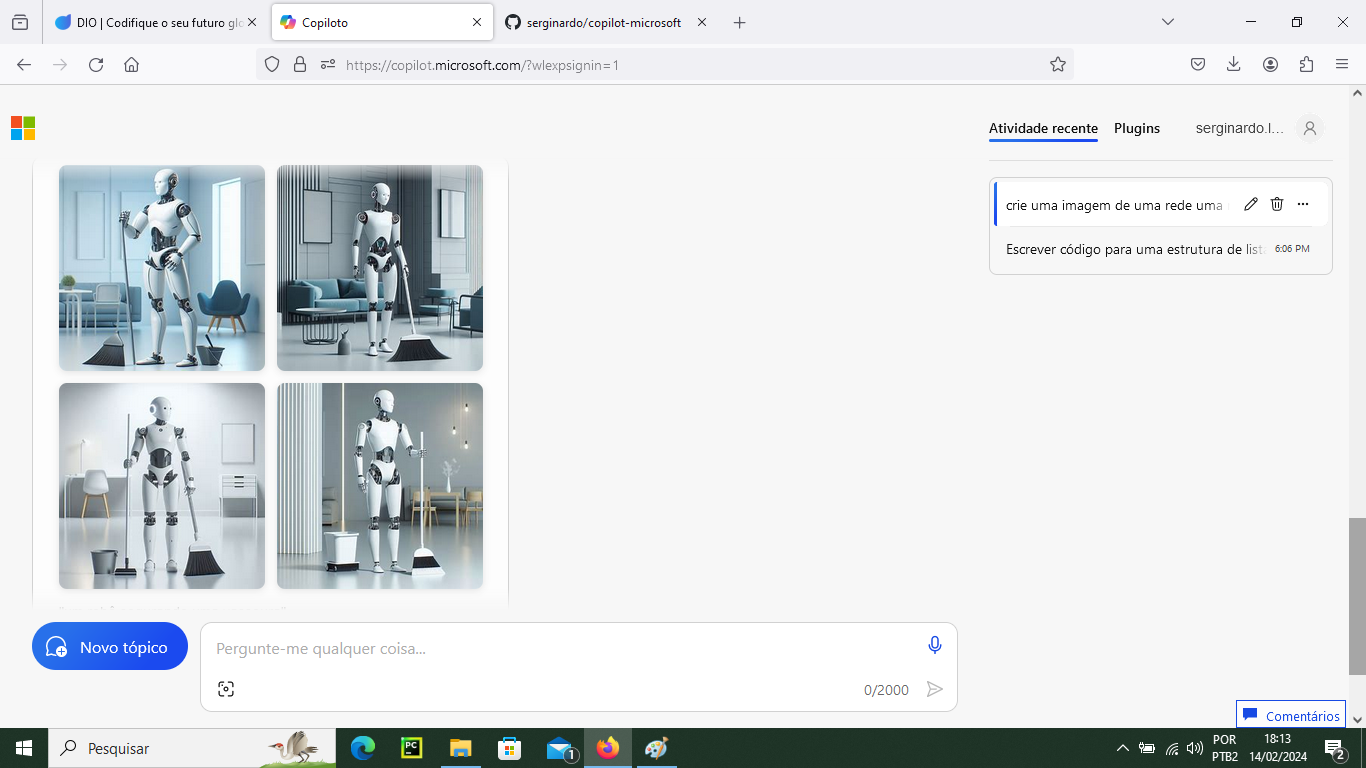 DIO | Codifique o seu futuro glo
Copiloto
serginardo/copilot-microsoft
https://copilot.microsoft.com/?wlexpsignin=1
Atividade recente
Plugins
serginardo.l...
crie uma imagem de uma rede uma
Escrever código para uma estrutura de lista
6:06 PM
Novo tópico
Pergunte-me qualquer coisa...
0/2000
Comentários
Pesquisar
PC
1
POR
PTB2
18:13
14/02/2024
2